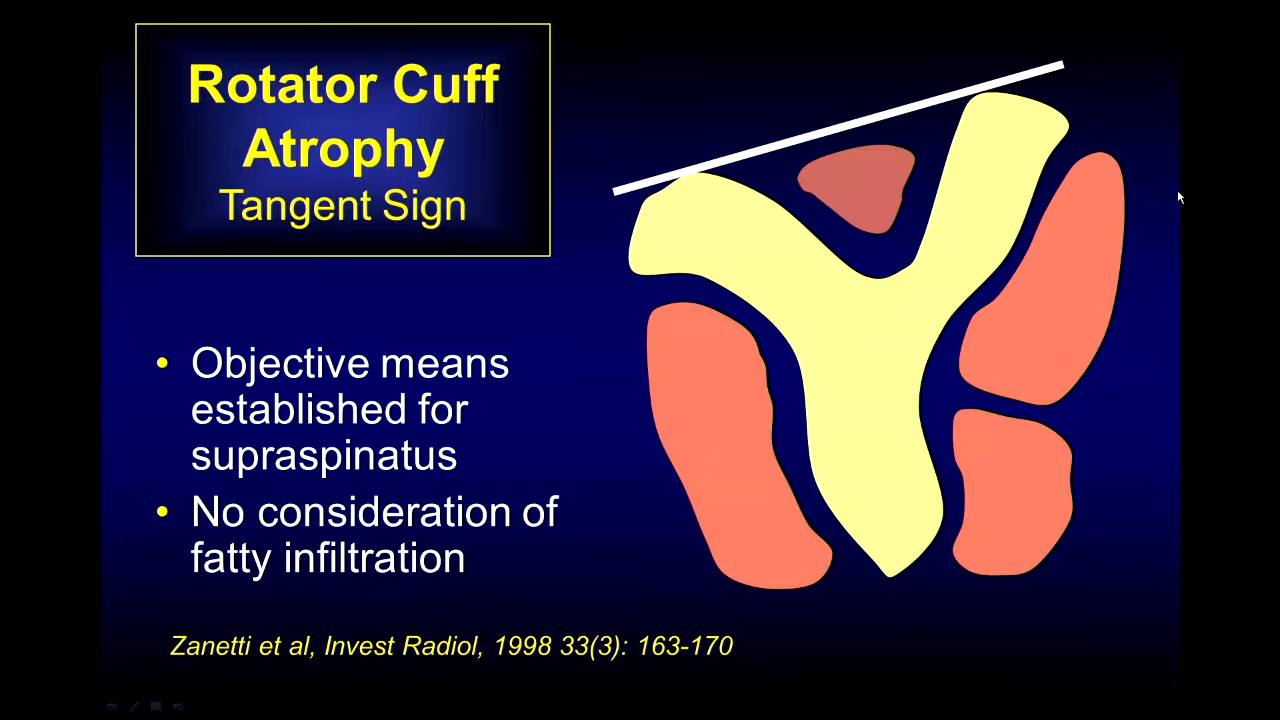 Rotator Cuff
Atrophy
Tangent Sign
• Objective means
established for
supraspinatus
• No consideration of
fatty infiltration
Zanetti et al, Invest Radiol, 1998 33(3): 163-170